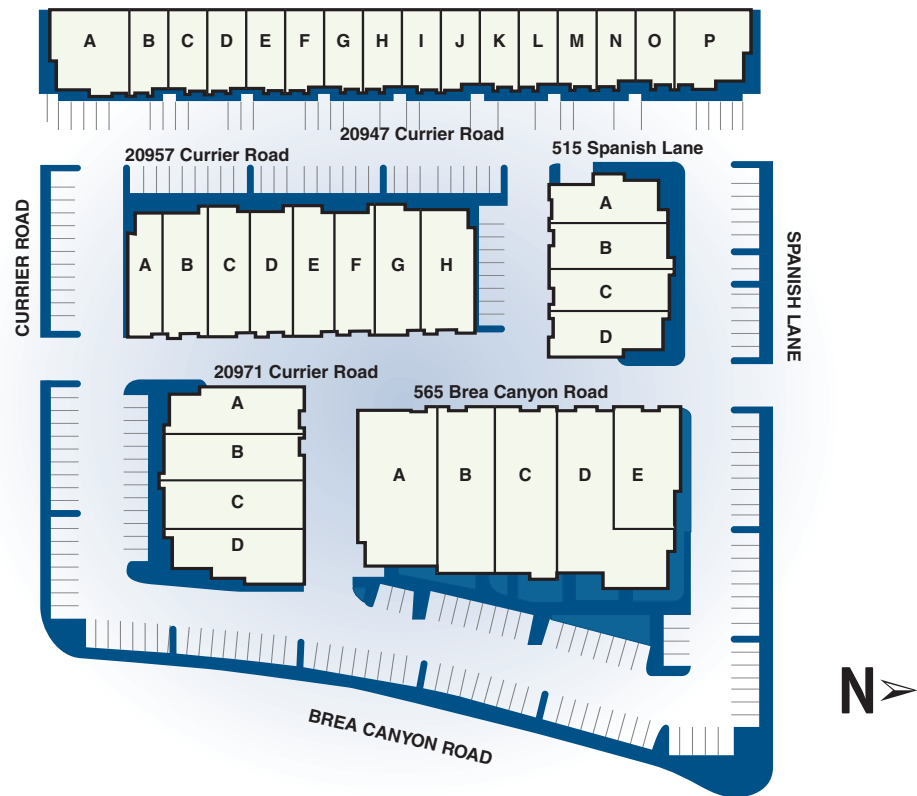 A B C D E F G H I J K L M N O P
20947 Currier Road
20957 Currier Road
515 Spanish Lane
A B C D E F G H
A
B
C
D
CURRIER ROAD
SPANISH LANE
20971 Currier Road
565 Brea Canyon Road
A
B
C
D
A B C D E
BREA CANYON ROAD
N